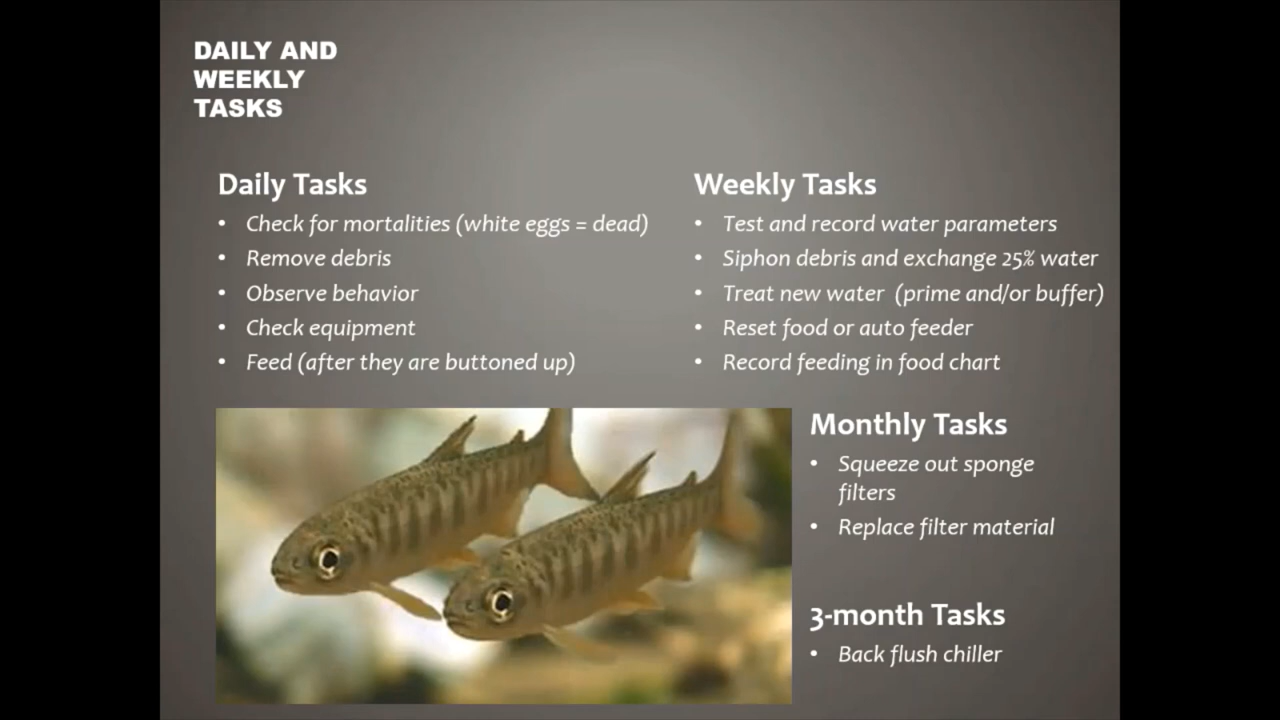 DAILY AND
WEEKLY
TASKS
Daily Tasks
• Check for mortalities (white eggs = dead)
• Remove debris
• Observe behavior
• Check equipment
• Feed (after they are buttoned up)
Weekly Tasks
• Test and record water parameters
• Siphon debris and exchange 25% water
• Treat new water (prime and/or buffer)
• Reset food or auto feeder
• Record feeding in food chart
Monthly Tasks
• Squeeze out sponge
filters
• Replace filter material
3-month Tasks
• Back flush chiller